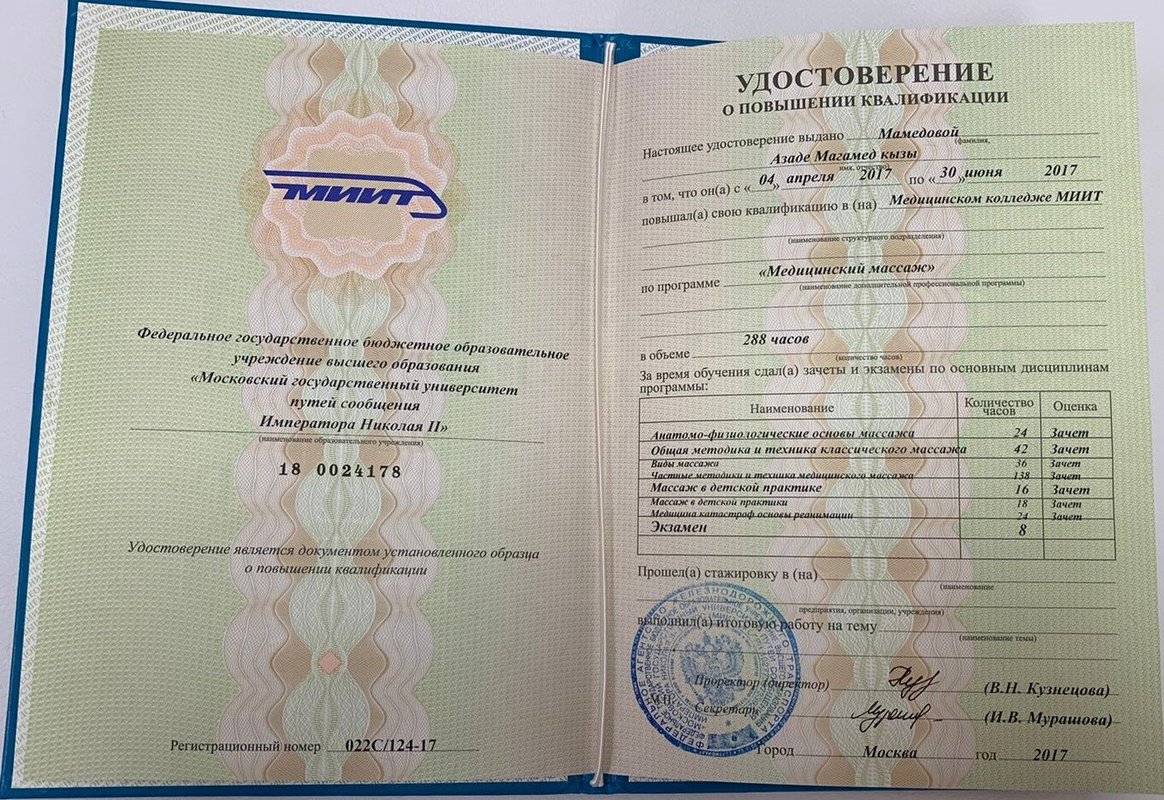 МИИТ
Федеральное государственное бюджетное образовательное
учреждение высшего образования
«Московский государственный университет
путей сообщения
Императора Николая II»
(наименование образовательного учреждения)
18 0024178
Удостоверение является документом установленного образца
о повышении квалификации
Регистрационный номер 022С/124-17
УДОСТОВЕРЕНИЕ
О ПОВЫШЕНИИ КВАЛИФИКАЦИИ
Настоящее удостоверение выдано Мамедовой
(фамилия,
Азаде Магамед кызы
имя, отчество)
в том, что он(а) с «04» апреля 2017 по «30» июня 2017
повышал(а) свою квалификацию в (на) Медицинском колледже МИИТ
(наименование структурного подразделения)
по программе «Медицинский массаж»
(наименование дополнительной профессиональной программы)
в объеме 288 часов
(количество часов)
За время обучения сдал(а) зачеты и экзамены по основным дисциплинам
программы:
Наименование Количество часов Оценка
Анатомо-физиологические основы массажа 24 Зачет
Общая методика и техника классического массажа 42 Зачет
Виды массажа 36 Зачет
Частные методики и техника медицинского массажа 138 Зачет
Массаж в детской практике 16 Зачет
Массаж в детской практики 18 Зачет
Медицина катастроф основы реанимации 24 Зачет
Экзамен 8
Прошел(а) стажировку в (на)
(наименование
предприятия, организации, учреждения)
выполнил(а) итоговую работу на тему
(наименование темы)
Проректор (директор) (В.Н. Кузнецова)
М.П.
Секретарь (И.В. Мурашова)
Город Москва год 2017